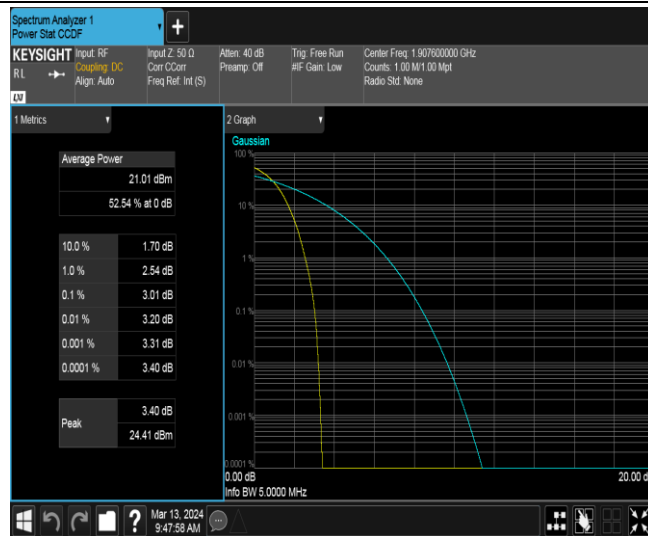 Spectrum Analyzer 1
Power Stat CCDF
KEYSIGHT
RL
LXI
Input: RF
Coupling: DC
Align: Auto
Input Z: 50 Ω
Corr CCorr
Freq Ref: Int (S)
Atten: 40 dB
Preamp: Off
Trig: Free Run
#IF Gain: Low
Center Freq: 1.907600000 GHz
Counts: 1.00 M/1.00 Mpt
Radio Std: None
1 Metrics
Average Power
21.01 dBm
52.54 % at 0 dB
10.0 % 1.70 dB
1.0 % 2.54 dB
0.1 % 3.01 dB
0.01 % 3.20 dB
0.001 % 3.31 dB
0.0001 % 3.40 dB
Peak
3.40 dB
24.41 dBm
2 Graph
Gaussian
100 %
10 %
1 %
0.1 %
0.01 %
0.001 %
0.0001 %
0.00 dB
20.00 d
Info BW 5.0000 MHz
?
Mar 13, 2024
9:47:58 AM